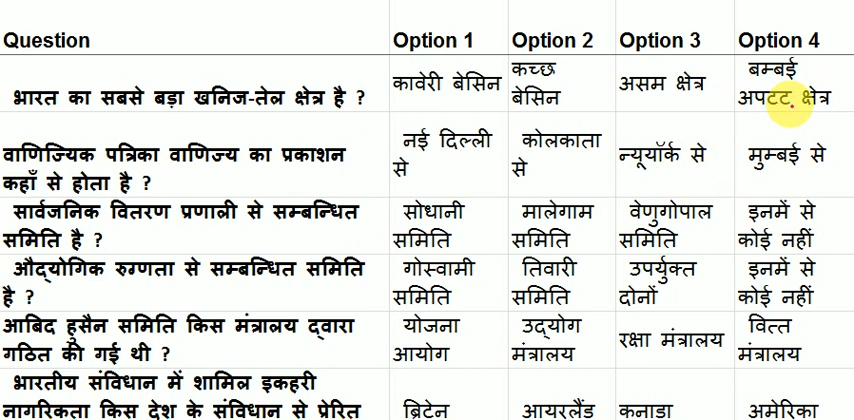 Question Option 1 Option 2 Option 3 Option 4
भारत का सबसे बड़ा खनिज-तेल क्षेत्र है ? कावेरी बेसिन कच्छ बेसिन असम क्षेत्र बम्बई अपटट क्षेत्र
वाणिज्यिक पत्रिका वाणिज्य का प्रकाशन
कहाँ से होता है ? नई दिल्ली से कोलकाता से न्यूयॉर्क से मुम्बई से
सार्वजनिक वितरण प्रणाली से सम्बन्धित
समिति है ? सोधानी समिति मालेगाम समिति वेणुगोपाल समिति इनमें से कोई नहीं
औद्योगिक रुग्णता से सम्बन्धित समिति
है ? गोस्वामी समिति तिवारी समिति उपर्युक्त दोनों इनमें से कोई नहीं
आबिद हुसैन समिति किस मंत्रालय द्वारा
गठित की गई थी ? योजना आयोग उद्योग मंत्रालय रक्षा मंत्रालय वित्त मंत्रालय
भारतीय संविधान में शामिल इकहरी
नागरिकता किस देश के संविधान से प्रेरित ब्रिटेन आयरलैंड कनाडा अमेरिका